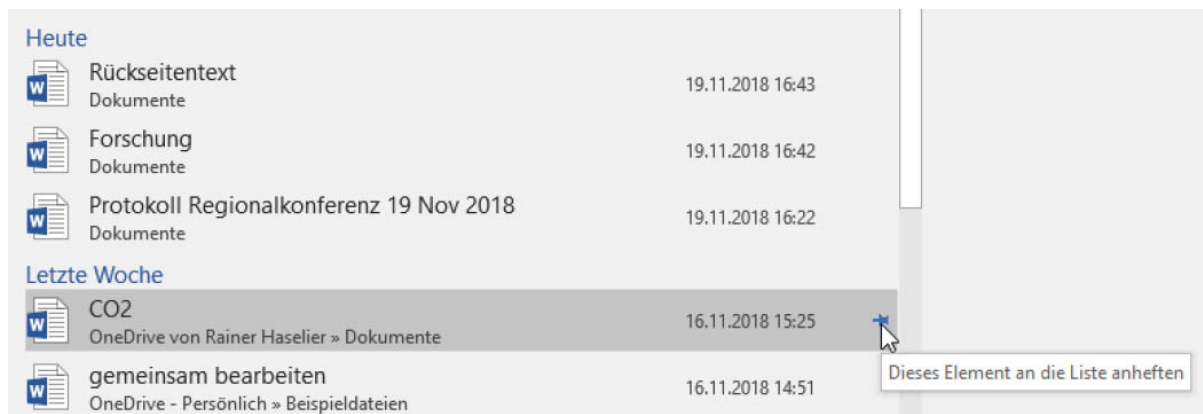 Heute
Rückseitentext
Dokumente
19.11.2018 16:43
Forschung
Dokumente
19.11.2018 16:42
Protokoll Regionalkonferenz 19 Nov 2018
Dokumente
19.11.2018 16:22
Letzte Woche
CO2
OneDrive von Rainer Haselier » Dokumente
16.11.2018 15:25
Dieses Element an die Liste anheften
gemeinsam bearbeiten
OneDrive - Persönlich » Beispieldateien
16.11.2018 14:51